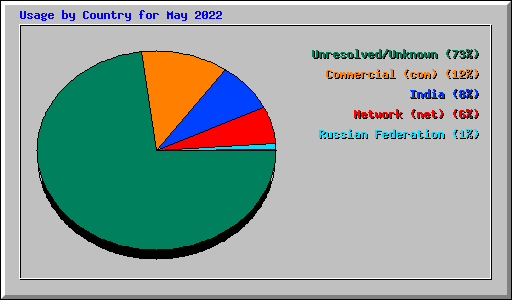 Usage by Country for May 2022
Unresolved/Unknown (73%)
Commercial (com) (12%)
India (8%)
Network (net) (6%)
Russian Federation (1%)